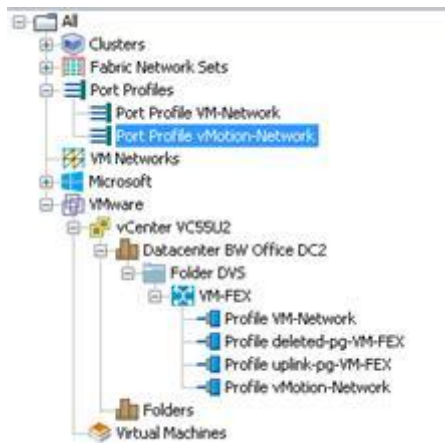 All
Clusters
Fabric Network Sets
Port Profiles
Port Profile VM-Network
Port Profile vMotion-Network
VM Networks
Microsoft
VMware
vCenter VC55U2
Datacenter BW Office DC2
Folder DVS
VM-FEX
Profile VM-Network
Profile deleted-pg-VM-FEX
Profile uplink-pg-VM-FEX
Profile vMotion-Network
Folders
Virtual Machines